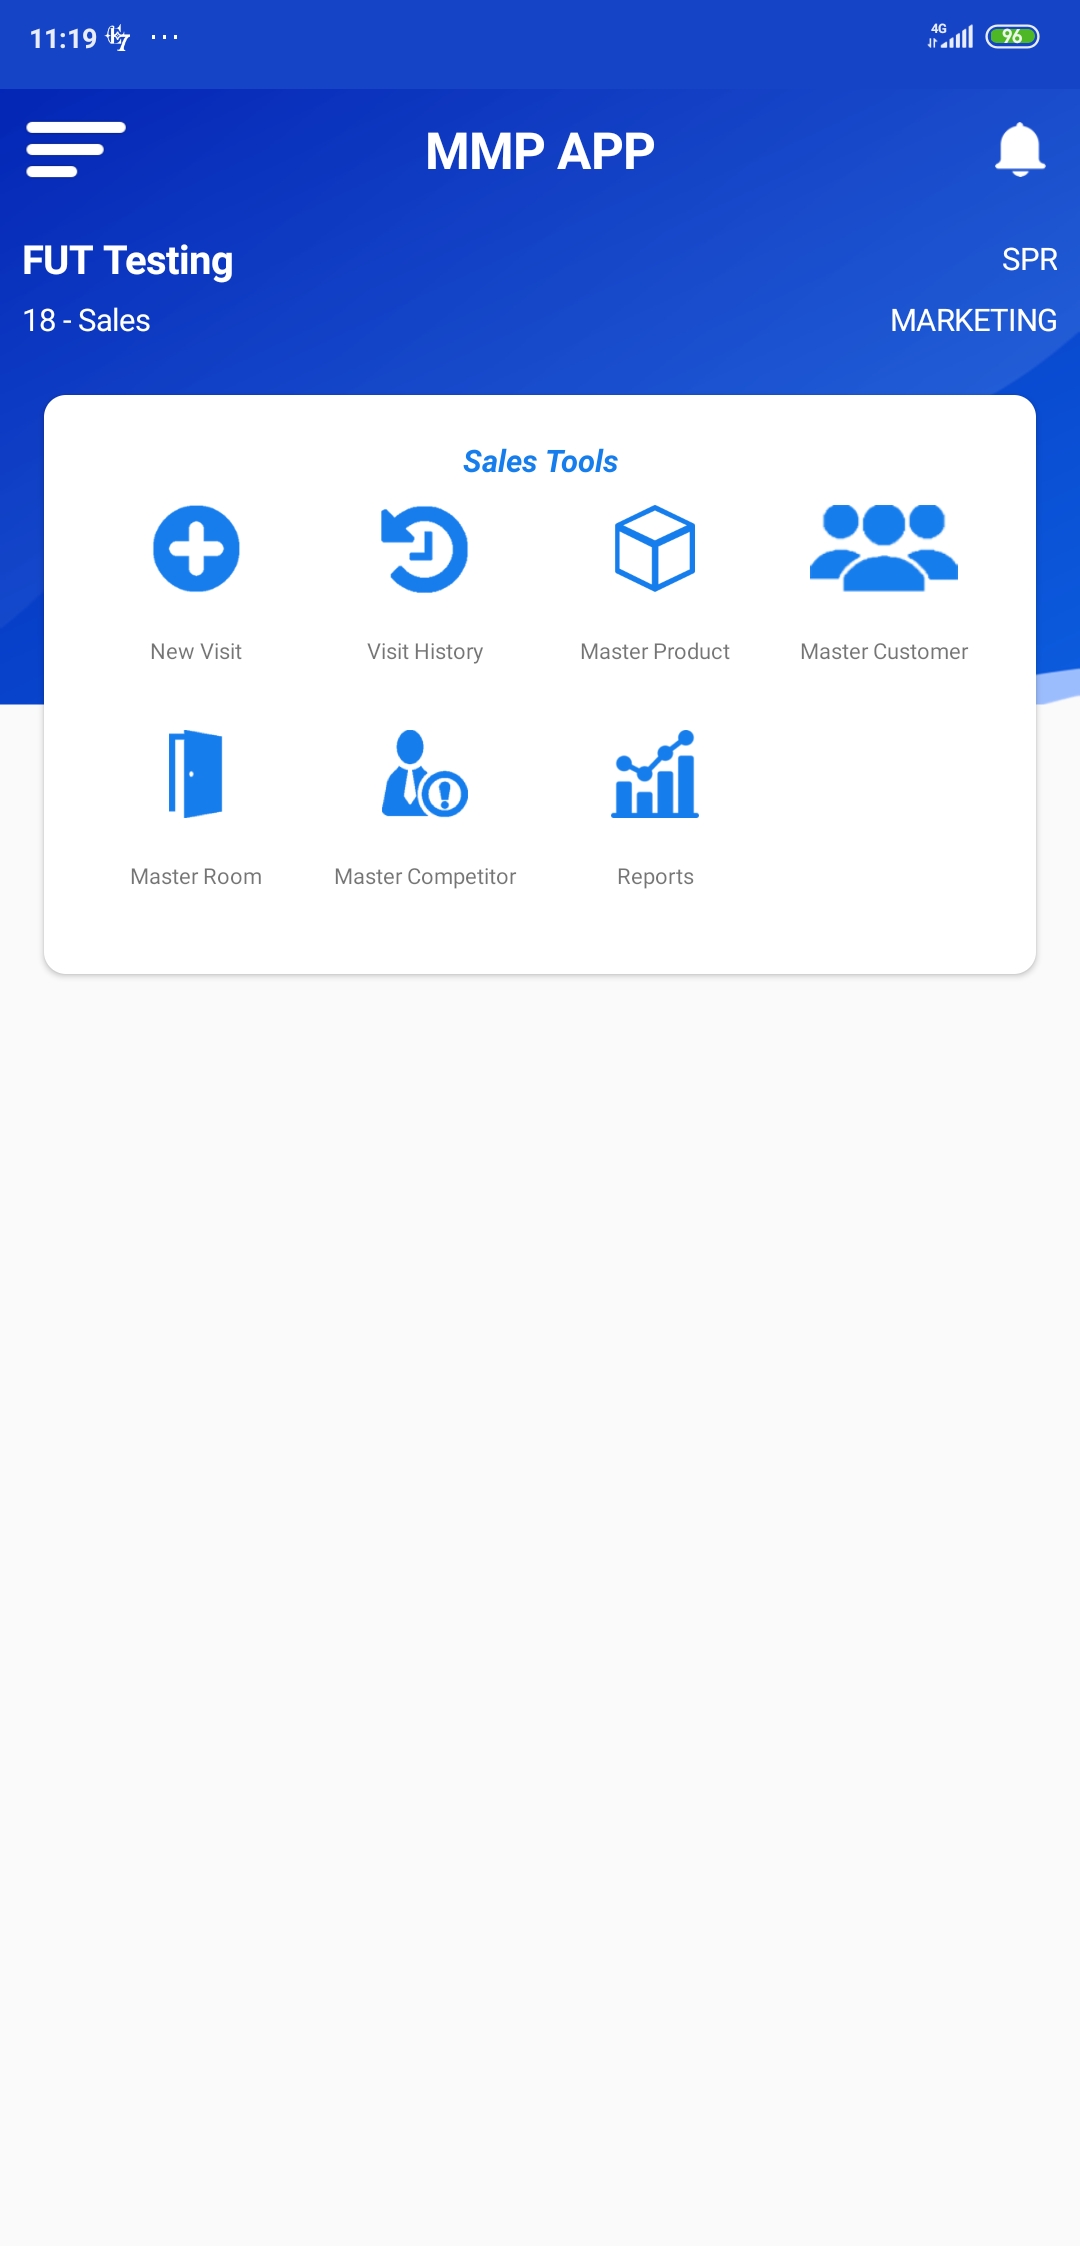 11:19 ...
4G 96
MMP APP
FUT Testing SPR
18 - Sales MARKETING
Sales Tools
New Visit Visit History Master Product Master Customer
Master Room Master Competitor Reports